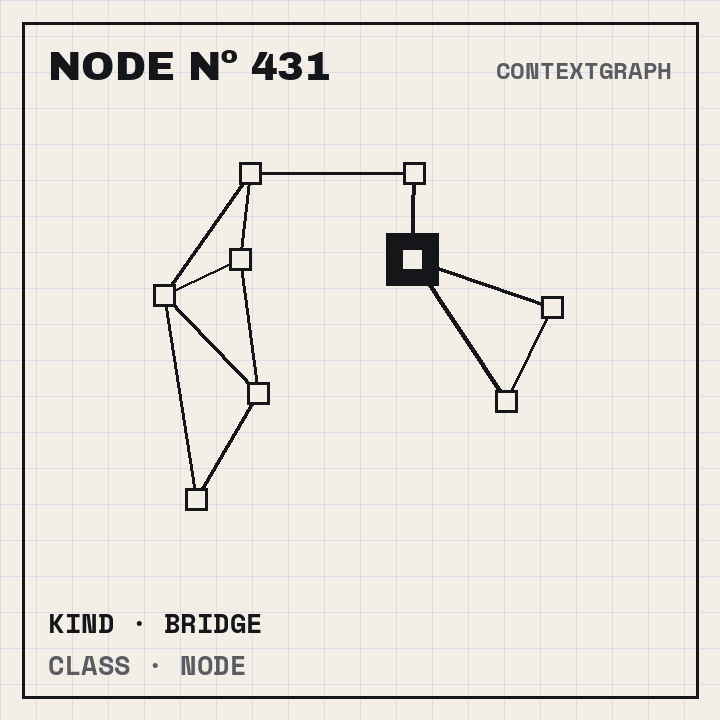 NODE Nº 431
CONTEXTGRAPH
KIND · BRIDGE
CLASS · NODE